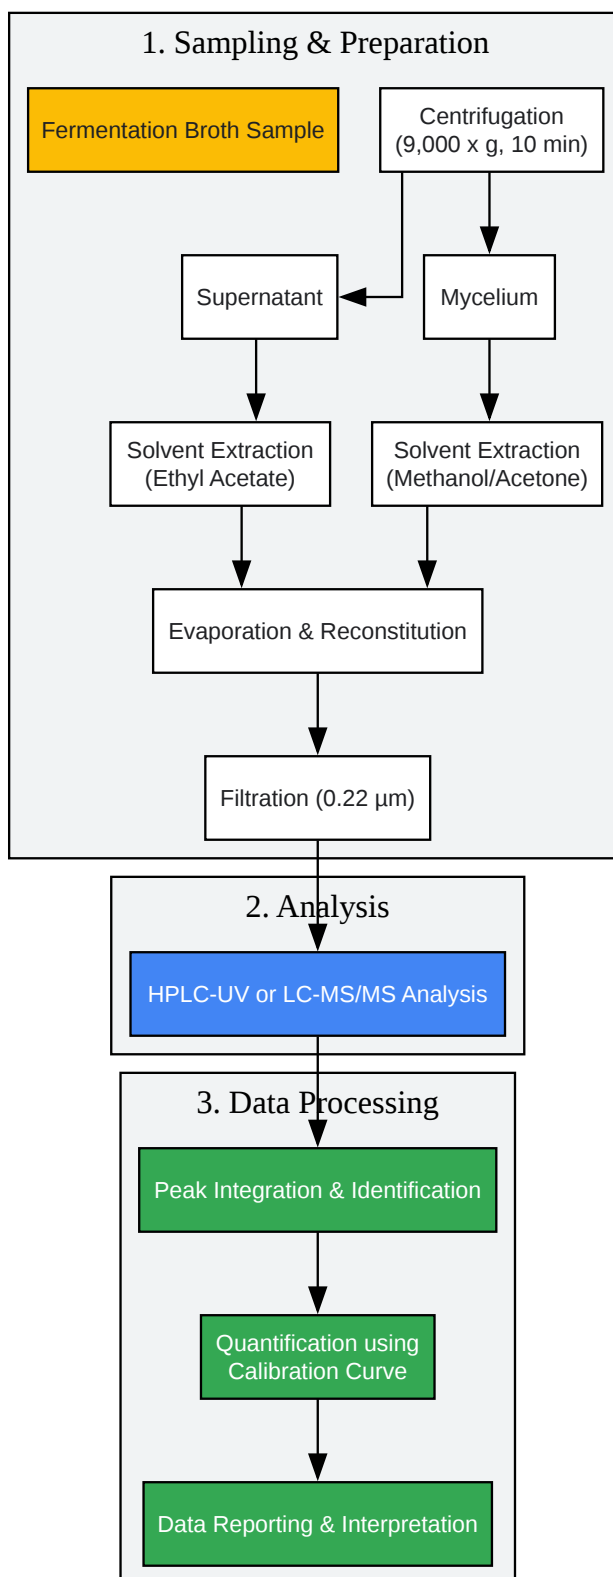 1. Sampling & Preparation
Fermentation Broth Sample
Centrifugation
(9,000 x g, 10 min)
Supernatant
Mycelium
Solvent Extraction
(Ethyl Acetate)
Solvent Extraction
(Methanol/Acetone)
Evaporation & Reconstitution
Filtration (0.22 µm)
2. Analysis
HPLC-UV or LC-MS/MS Analysis
3. Data Processing
Peak Integration & Identification
Quantification using
Calibration Curve
Data Reporting & Interpretation